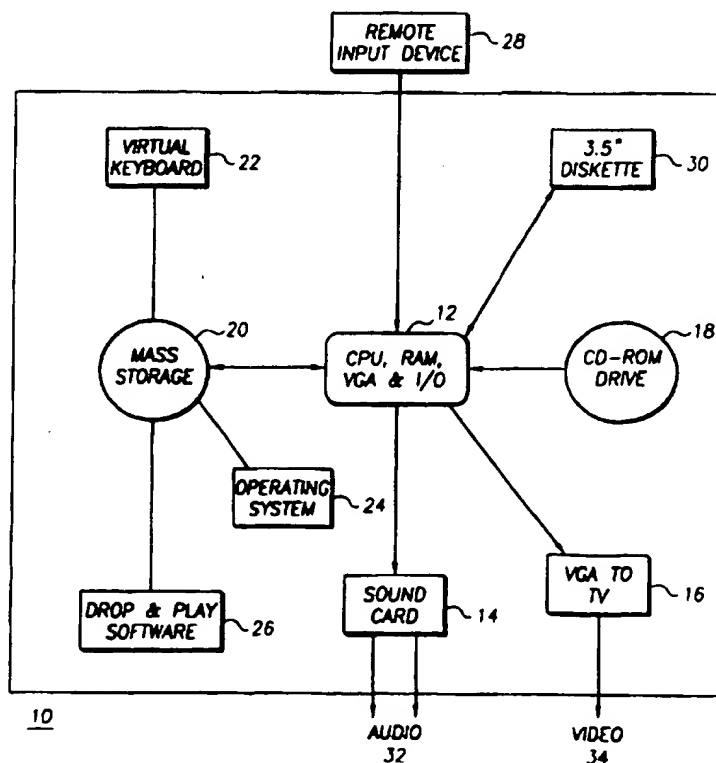 REMOTE
INPUT DEVICE
28
VIRTUAL
KEYBOARD
22
3.5"
DISKETTE
30
20
MASS
STORAGE
12
CPU, RAM,
VGA & I/O
18
CD-ROM
DRIVE
OPERATING
SYSTEM
24
DROP & PLAY
SOFTWARE
26
SOUND
CARD
14
VGA TO
TV
16
10
AUDIO
32
VIDEO
34